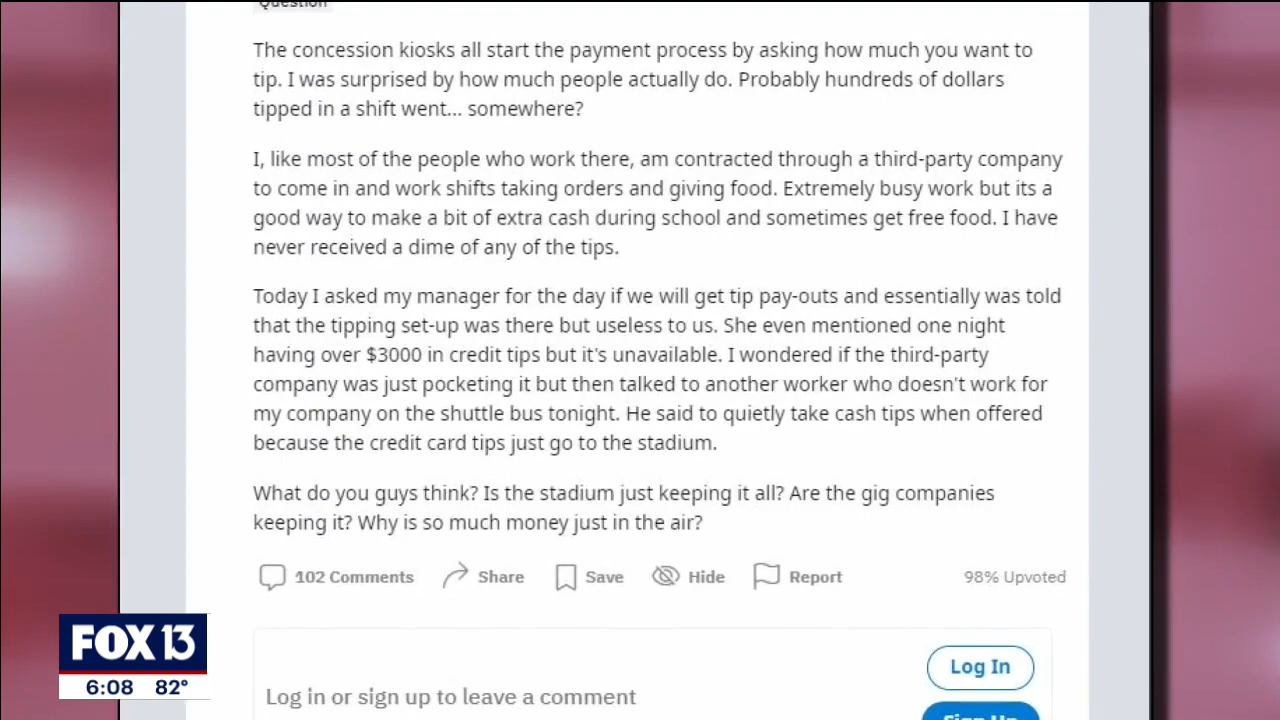 Question
The concession kiosks all start the payment process by asking how much you want to
tip. I was surprised by how much people actually do. Probably hundreds of dollars
tipped in a shift went... somewhere?
I, like most of the people who work there, am contracted through a third-party company
to come in and work shifts taking orders and giving food. Extremely busy work but its a
good way to make a bit of extra cash during school and sometimes get free food. I have
never received a dime of any of the tips.
Today I asked my manager for the day if we will get tip pay-outs and essentially was told
that the tipping set-up was there but useless to us. She even mentioned one night
having over $3000 in credit tips but it's unavailable. I wondered if the third-party
company was just pocketing it but then talked to another worker who doesn't work for
my company on the shuttle bus tonight. He said to quietly take cash tips when offered
because the credit card tips just go to the stadium.
What do you guys think? Is the stadium just keeping it all? Are the gig companies
keeping it? Why is so much money just in the air?
102 Comments Share Save Hide Report 98% Upvoted
Log In
Log in or sign up to leave a comment
Sign Up
FOX 13
6:08 82°